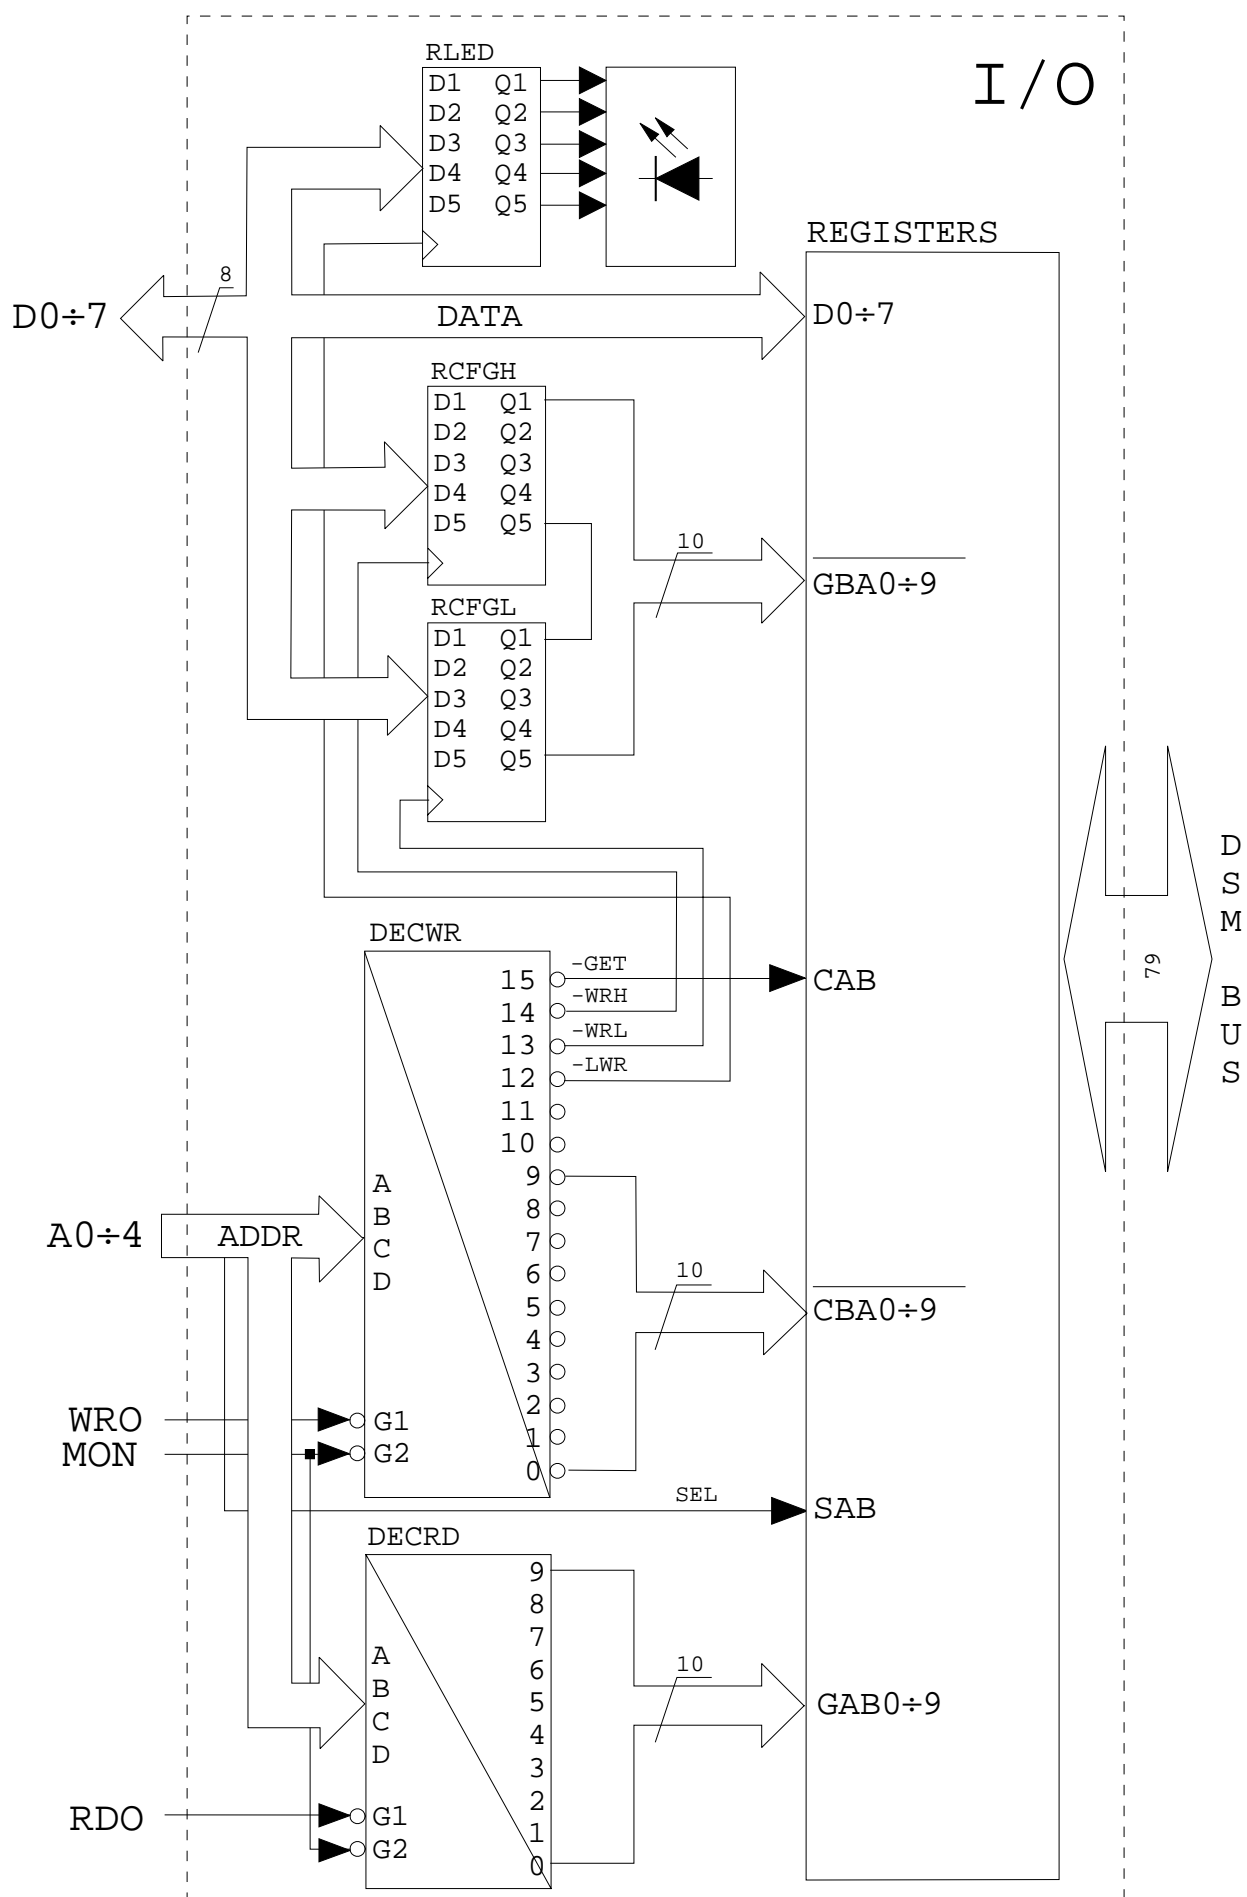 I/O
RLED
D1 Q1
D2 Q2
D3 Q3
D4 Q4
D5 Q5
REGISTERS
8
D0÷7
DATA
D0÷7
RCFGH
D1 Q1
D2 Q2
D3 Q3
D4 Q4
D5 Q5
10
GBA0÷9
RCFGL
D1 Q1
D2 Q2
D3 Q3
D4 Q4
D5 Q5
DSM BUS
79
DECWR
15
-GET
CAB
14
-WRH
13
-WRL
12
-LWR
11
10
9
8
7
6
5
4
3
2
1
0
A
B
C
D
A0÷4
ADDR
10
CBA0÷9
WRO
G1
MON
G2
SEL
SAB
DECRD
9
8
7
6
5
4
3
2
1
0
A
B
C
D
10
GAB0÷9
RDO
G1
G2